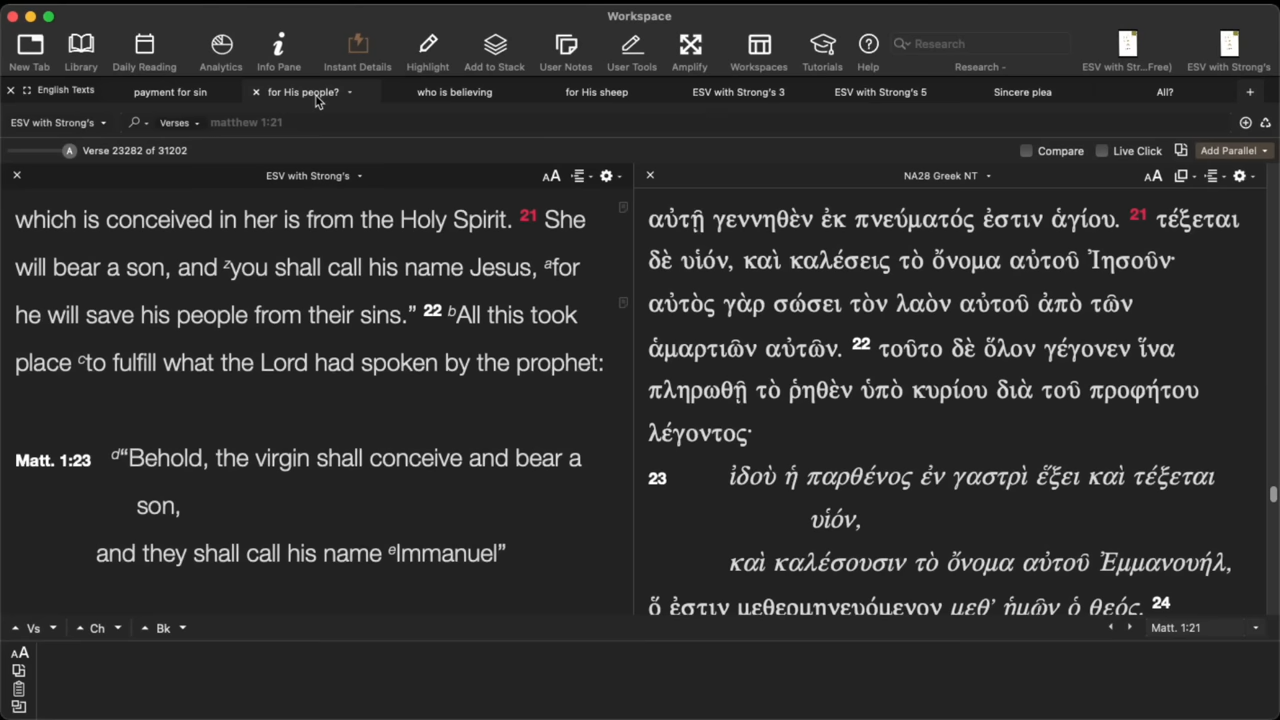 Workspace
New Tab Library Daily Reading Analytics Info Pane Instant Details Highlight Add to Stack User Notes User Tools Amplify Workspaces Tutorials Help Research Research ESV with Str...Free) ESV with Strong's
English Texts payment for sin for His people? who is believing for His sheep ESV with Strong's 3 ESV with Strong's 5 Sincere plea All?
ESV with Strong's Verses matthew 1:21
A Verse 23282 of 31202 Compare Live Click Add Parallel
ESV with Strong's AA
which is conceived in her is from the Holy Spirit. 21 She
will bear a son, and zyou shall call his name Jesus, afor
he will save his people from their sins.” 22 bAll this took
place cto fulfill what the Lord had spoken by the prophet:
Matt. 1:23 d“Behold, the virgin shall conceive and bear a
son,
and they shall call his name eImmanuel”
NA28 Greek NT AA
αὐτῇ γεννηθὲν ἐκ πνεύματός ἐστιν ἁγίου. 21 τέξεται
δὲ υἱόν, καὶ καλέσεις τὸ ὄνομα αὐτοῦ Ἰησοῦν·
αὐτὸς γὰρ σώσει τὸν λαὸν αὐτοῦ ἀπὸ τῶν
ἁμαρτιῶν αὐτῶν. 22 τοῦτο δὲ ὅλον γέγονεν ἵνα
πληρωθῇ τὸ ῥηθὲν ὑπὸ κυρίου διὰ τοῦ προφήτου
λέγοντος·
23 ἰδοὺ ἡ παρθένος ἐν γαστρὶ ἕξει καὶ τέξεται
υἱόν,
καὶ καλέσουσιν τὸ ὄνομα αὐτοῦ Ἐμμανουήλ,
ὅ ἐστιν μεθερμηνευόμενον μεθ’ ἡμῶν ὁ θεός. 24
Vs Ch Bk Matt. 1:21
AA